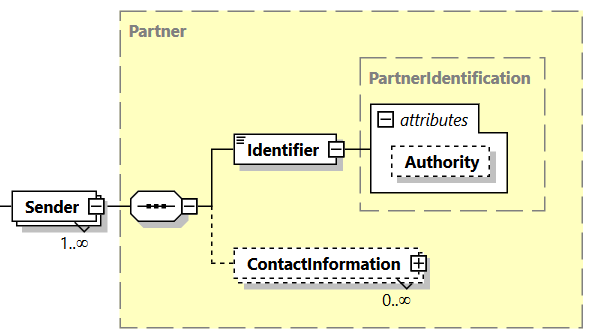 Partner
PartnerIdentification
attributes
Identifier
Authority
Sender
1..∞
ContactInformation
0..∞